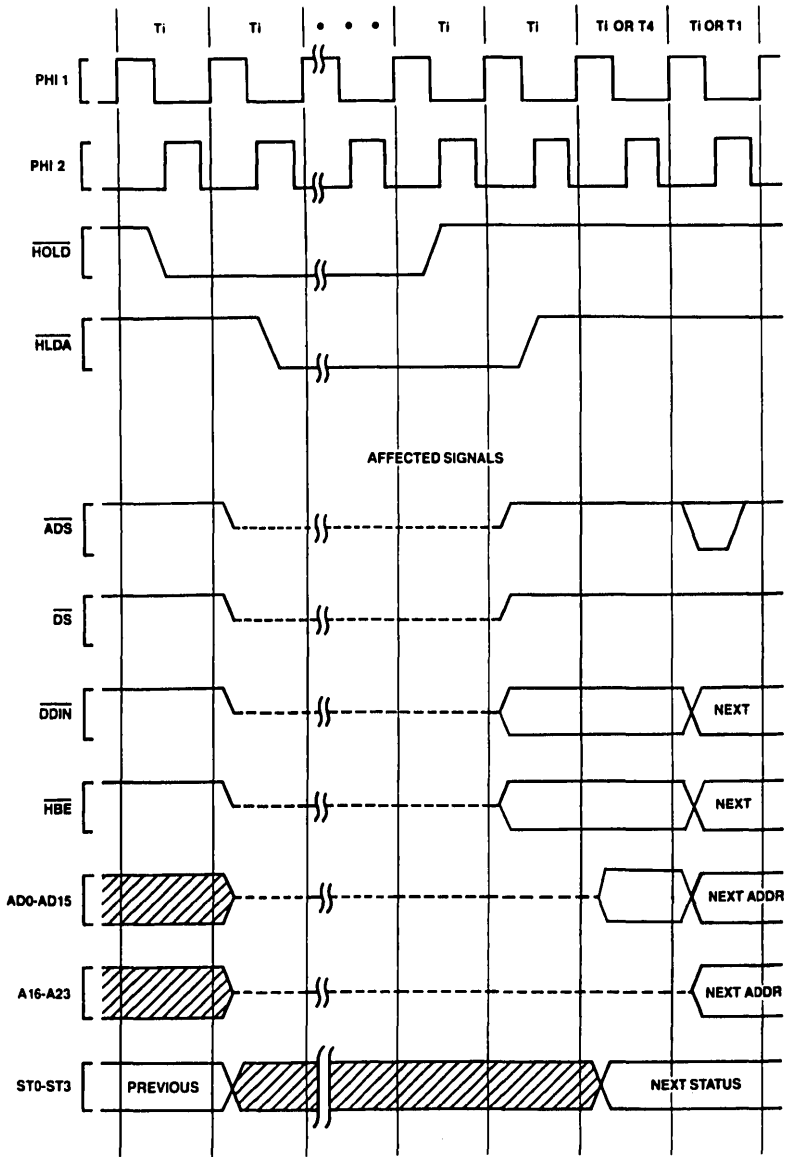 Ti Ti • • • Ti Ti Ti OR T4 Ti OR T1
PHI 1
PHI 2
HOLD
HLDA
AFFECTED SIGNALS
ADS
DS
DDIN NEXT
HBE NEXT
AD0-AD15 NEXT ADDR
A16-A23 NEXT ADDR
ST0-ST3 PREVIOUS NEXT STATUS